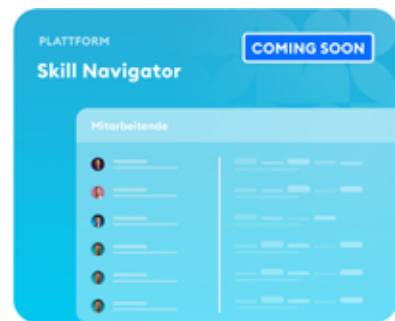 PLATTFORM
COMING SOON
Skill Navigator
Mitarbeitende